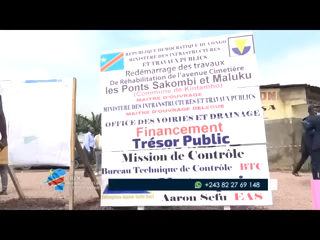 REPUBLIQUE DEMOCRATIQUE DU CONGO
MINISTERE DES INFRASTRUCTURES
ET TRAVAUX PUBLICS
Redémarrage des travaux
De Réhabilitation de l'avenue Cimetière
les Ponts Sakombi et Maluku
(Commune de Kintambo)
MAITRE D'OUVRAGE
MINISTERE DES INFRASTRUCTURES ET TRAVAUX PUBLICS
MAITRE D'OUVRAGE DELEGUE
OFFICE DES VOIRIES ET DRAINAGE
Financement
Trésor Public
Mission de Contrôle
Bureau Technique de Contrôle BTC
+243 82 27 69 148
Aaron Sefu EAS